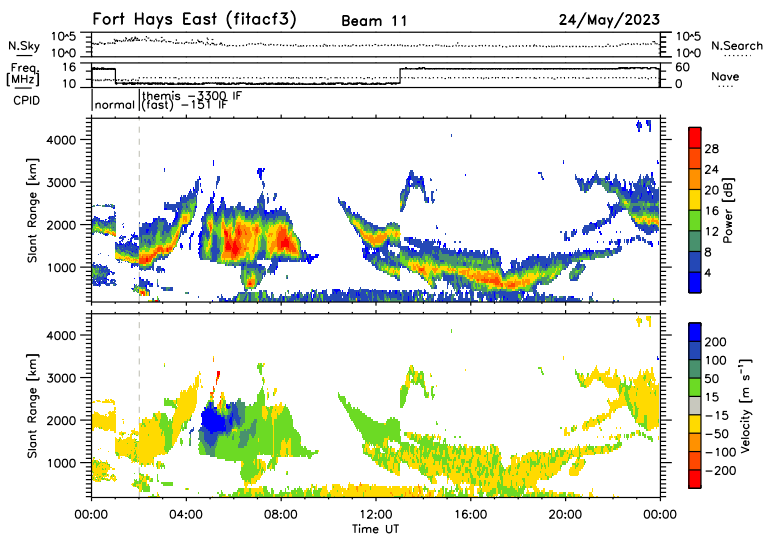 Fort Hays East (fitacf3) Beam 11 24/May/2023
N.Sky 10^5 10^0 10^5 10^0 N.Search
Freq. [MHz] 16 10 60 0 Nave
CPID normal themis -3300 IF
(fast) -151 IF
Slant Range [km] 4000 3000 2000 1000
28 24 20 16 12 8 4 Power [dB]
Slant Range [km] 4000 3000 2000 1000
200 100 50 15 -15 -50 -100 -200 Velocity [m s⁻¹]
00:00 04:00 08:00 12:00 16:00 20:00 00:00
Time UT